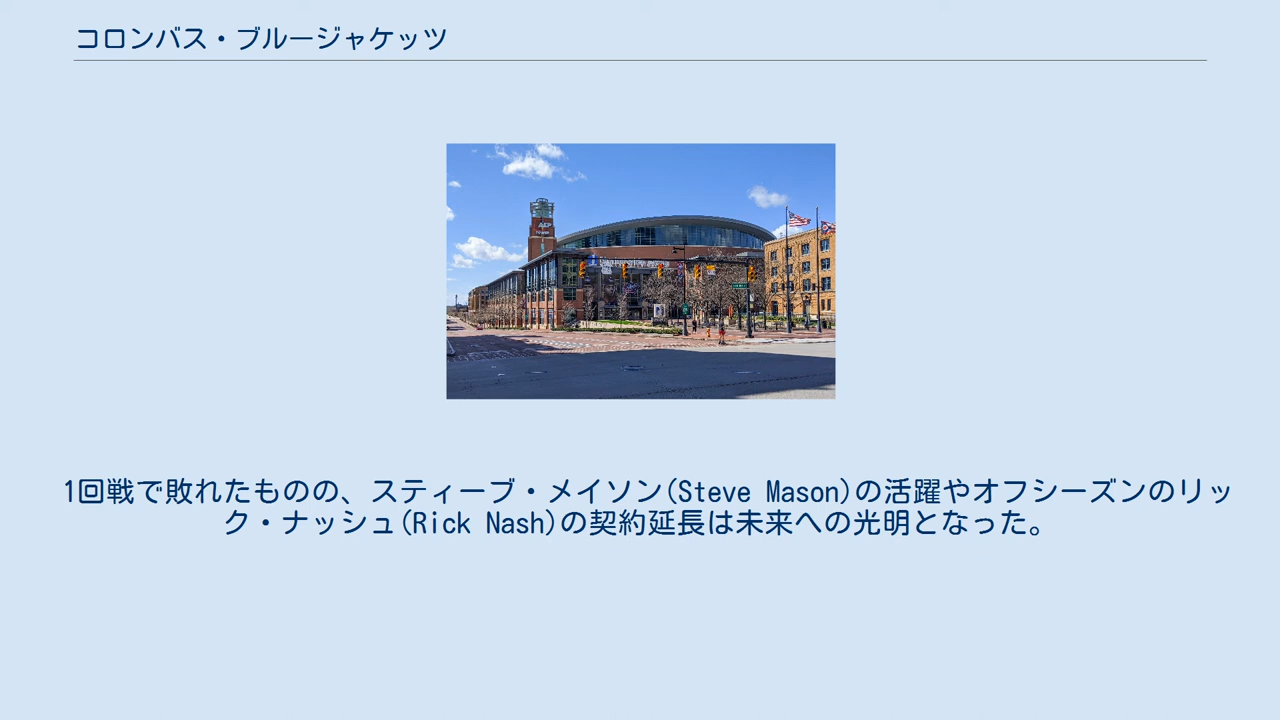 コロンバス・ブルージャケッツ
AEP
TOWER
1回戦で敗れたものの、スティーブ・メイソン(Steve Mason)の活躍やオフシーズンのリッ
ク・ナッシュ(Rick Nash)の契約延長は未来への光明となった。